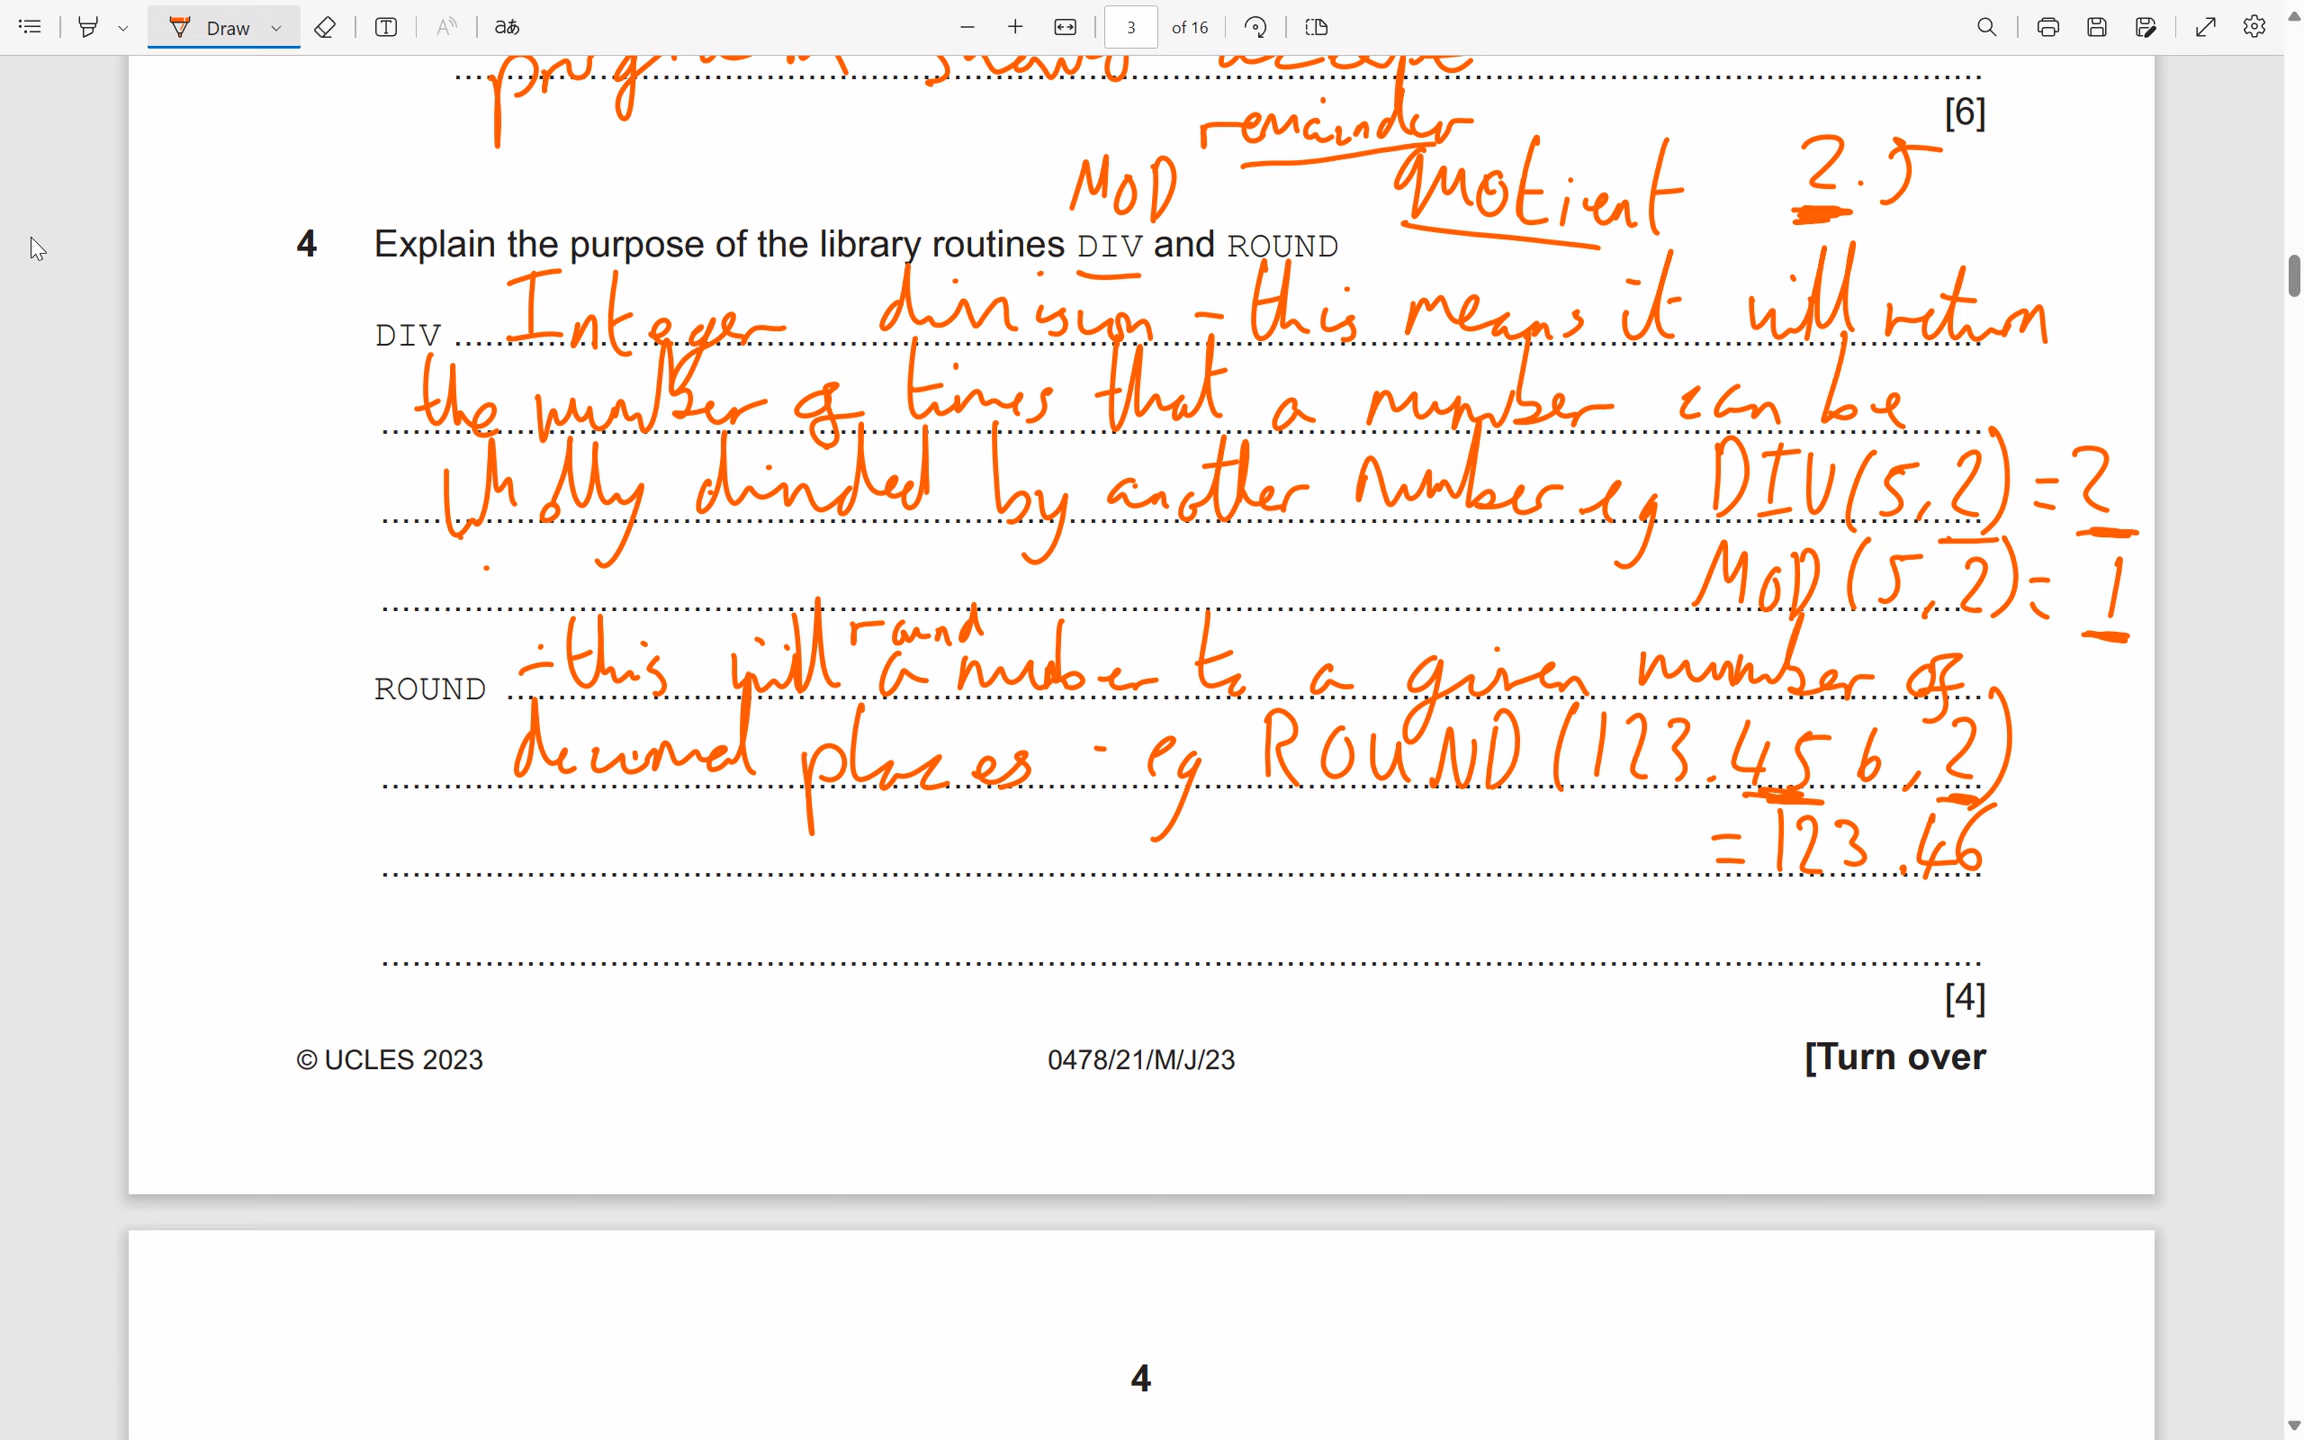 Draw
3 of 16
program
[6]
remainder
MOD quotient 2.5
4 Explain the purpose of the library routines DIV and ROUND
DIV Integer division - this means it will return
the number of times that a number can be
wholly divided by another number eg DIV(5,2)=2
MOD(5,2)=1
round
ROUND - this will a number to a given number of
decimal places - eg ROUND(123.456,2)
=123.46
[4]
© UCLES 2023 0478/21/M/J/23 [Turn over
4